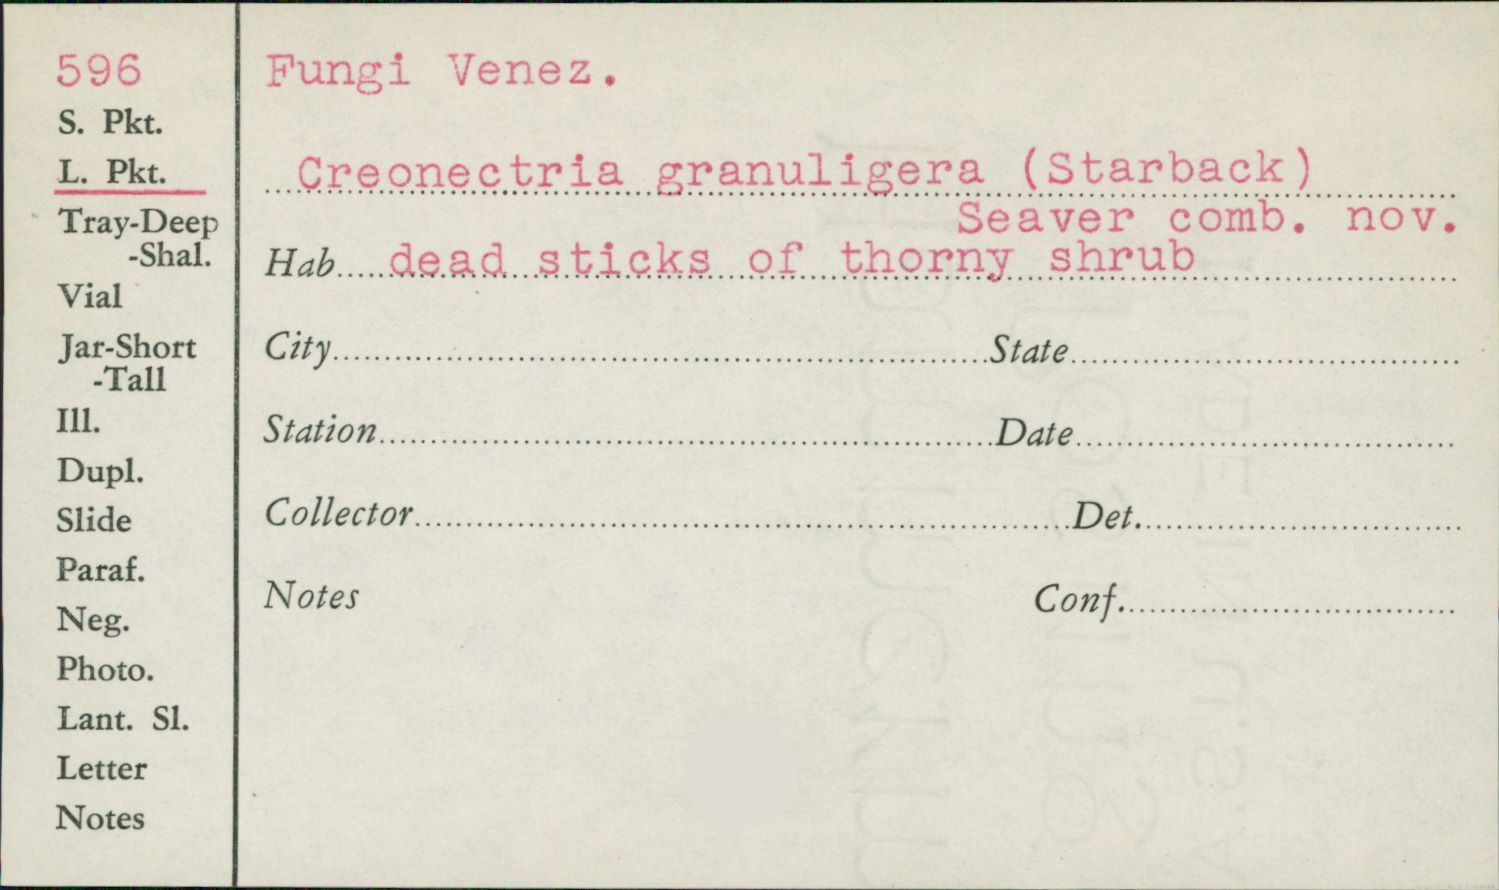 596
S. Pkt.
L. Pkt.
Tray-Deep
-Shal.
Vial
Jar-Short
-Tall
Ill.
Dupl.
Slide
Paraf.
Neg.
Photo.
Lant. Sl.
Letter
Notes
Fungi Venez.
Creonectria granuligera (Starback)
Seaver comb. nov.
Hab....dead sticks of thorny shrub
City....................State....................
Station....................Date....................
Collector....................Det....................
Notes Conf....................